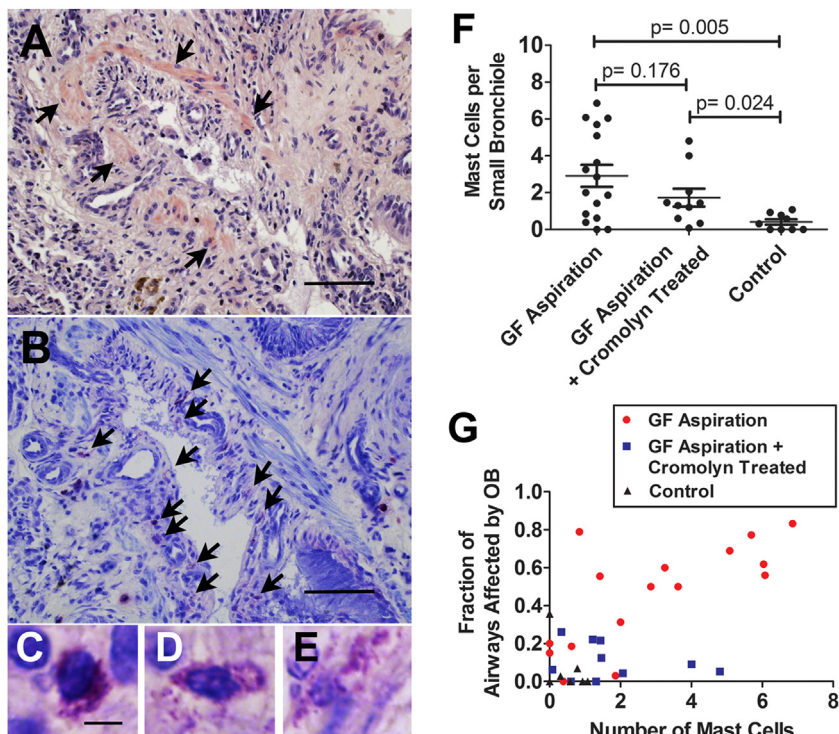 A
B
C
D
E
F
p= 0.005
p= 0.176
p= 0.024
Mast Cells per
Small Bronchiole
10
8
6
4
2
0
GF Aspiration
GF Aspiration
+ Cromolyn Treated
Control
G
GF Aspiration
GF Aspiration +
Cromolyn Treated
Control
Fraction of
Airways Affected by OB
1.0
0.8
0.6
0.4
0.2
0.0
0 2 4 6 8
Number of Mast Cells